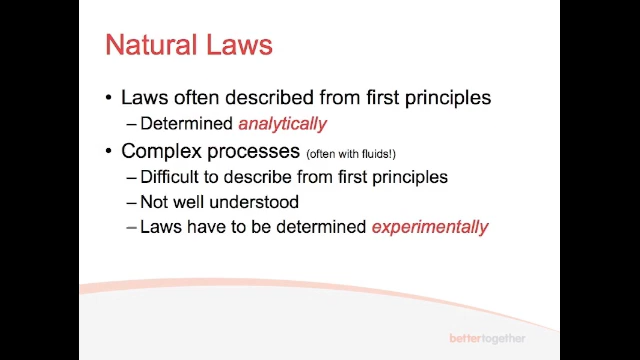 Natural Laws
• Laws often described from first principles
– Determined analytically
• Complex processes (often with fluids!)
– Difficult to describe from first principles
– Not well understood
– Laws have to be determined experimentally
bettertogether